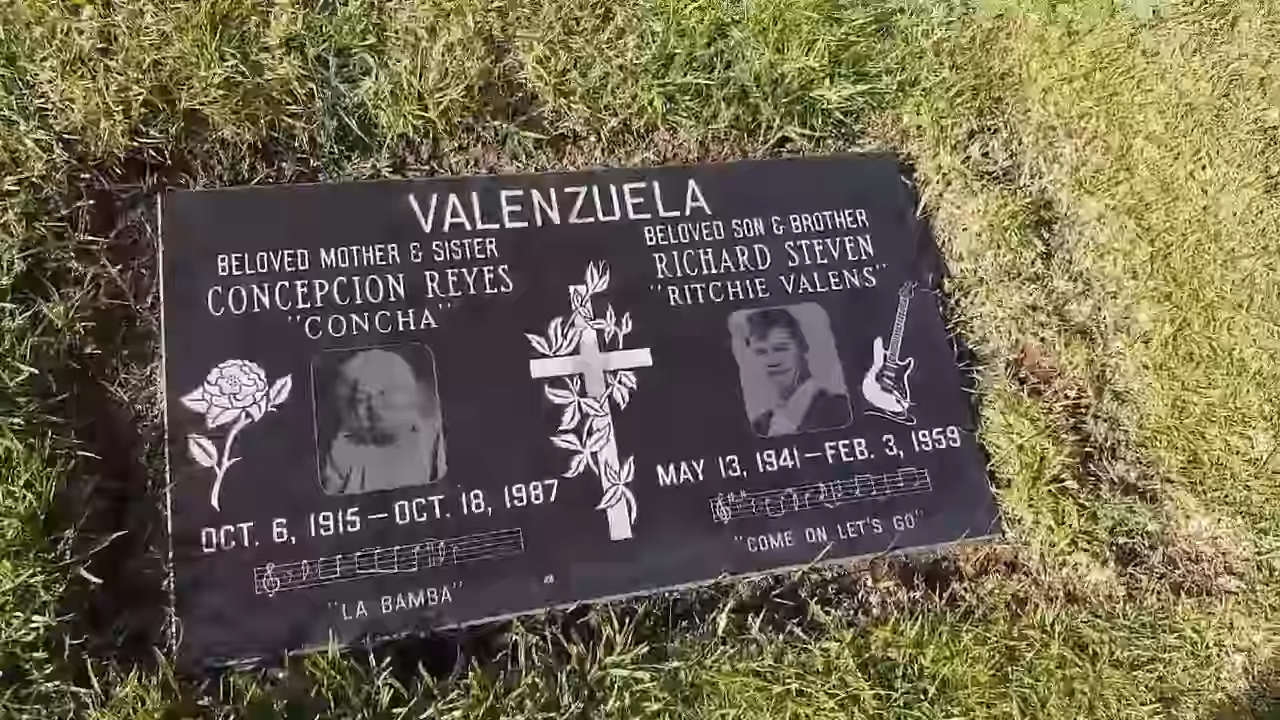 VALENZUELA
BELOVED MOTHER & SISTER
CONCEPCION REYES
"CONCHA"
OCT. 6, 1915 – OCT. 18, 1987
"LA BAMBA"
BELOVED SON & BROTHER
RICHARD STEVEN
"RITCHIE VALENS"
MAY 13, 1941 – FEB. 3, 1959
"COME ON LET'S GO"